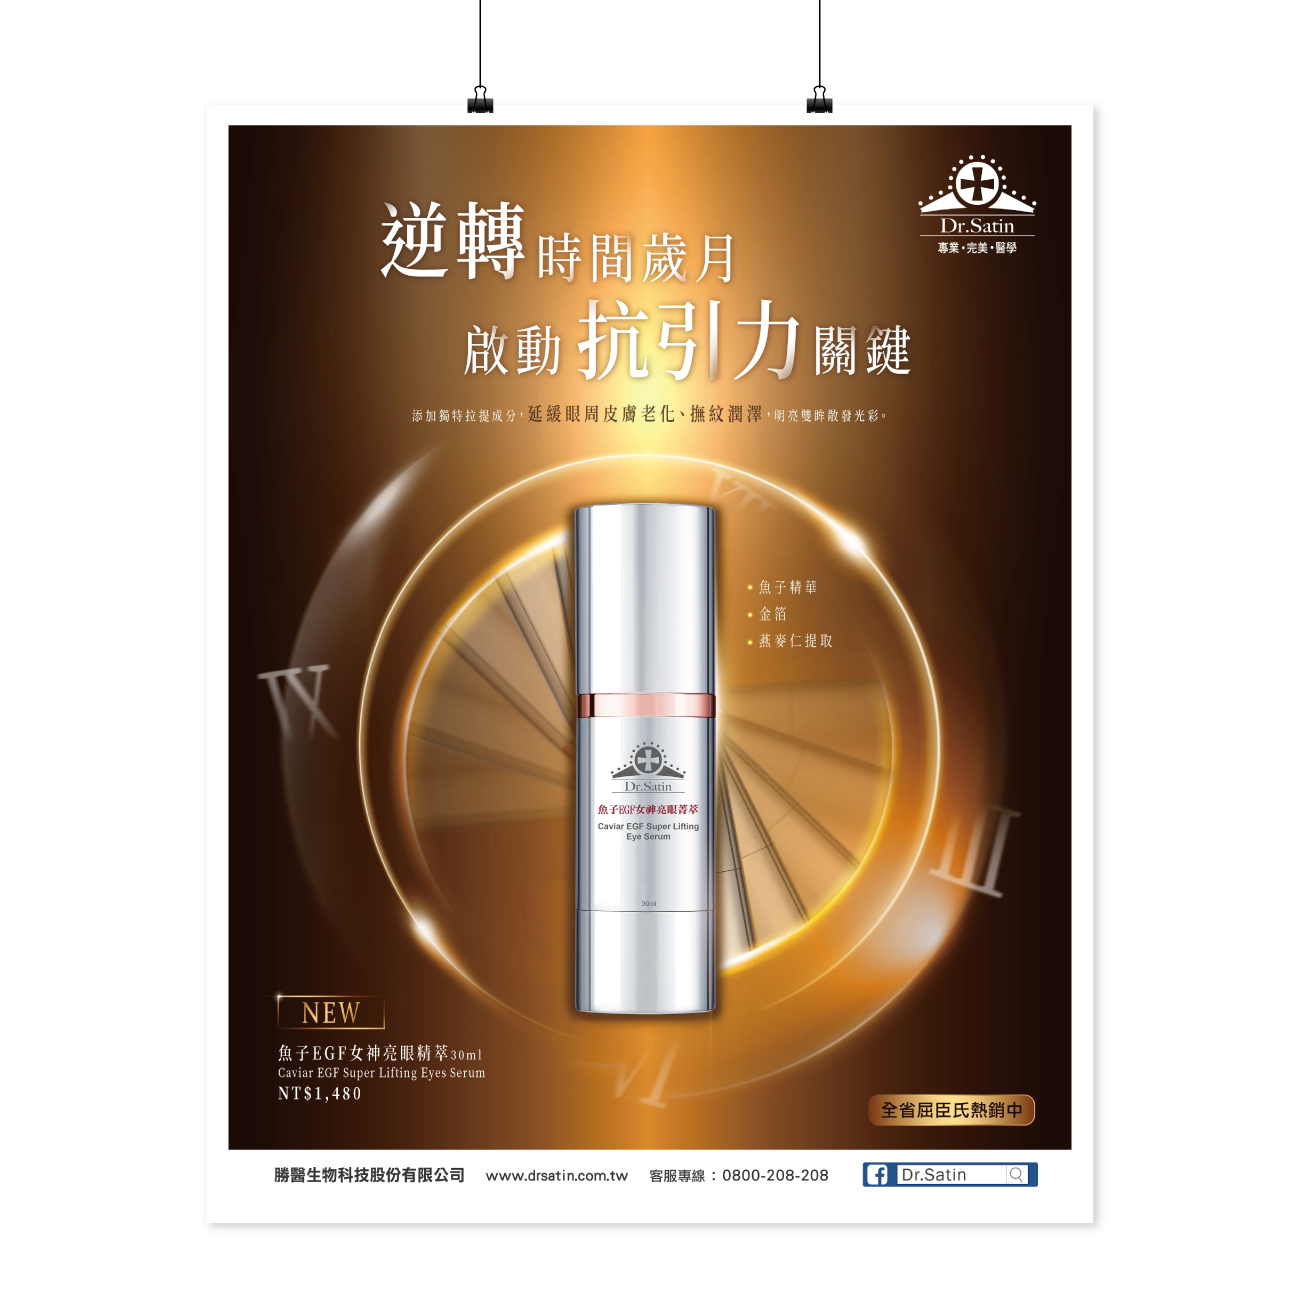 Dr.Satin
專業•完美•醫學
逆轉時間歲月
啟動抗引力關鍵
添加獨特拉提成分，延緩眼周皮膚老化、撫紋潤澤，明亮雙眸散發光彩。
VII
•魚子精華
•金箔
•燕麥仁提取
IX
III
VI
Dr.Satin
魚子EGF女神亮眼菁萃
Caviar EGF Super Lifting
Eye Serum
30ml
NEW
魚子EGF女神亮眼精萃30ml
Caviar EGF Super Lifting Eyes Serum
NT$1,480
全省屈臣氏熱銷中
勝醫生物科技股份有限公司 www.drsatin.com.tw 客服專線：0800-208-208 f Dr.Satin